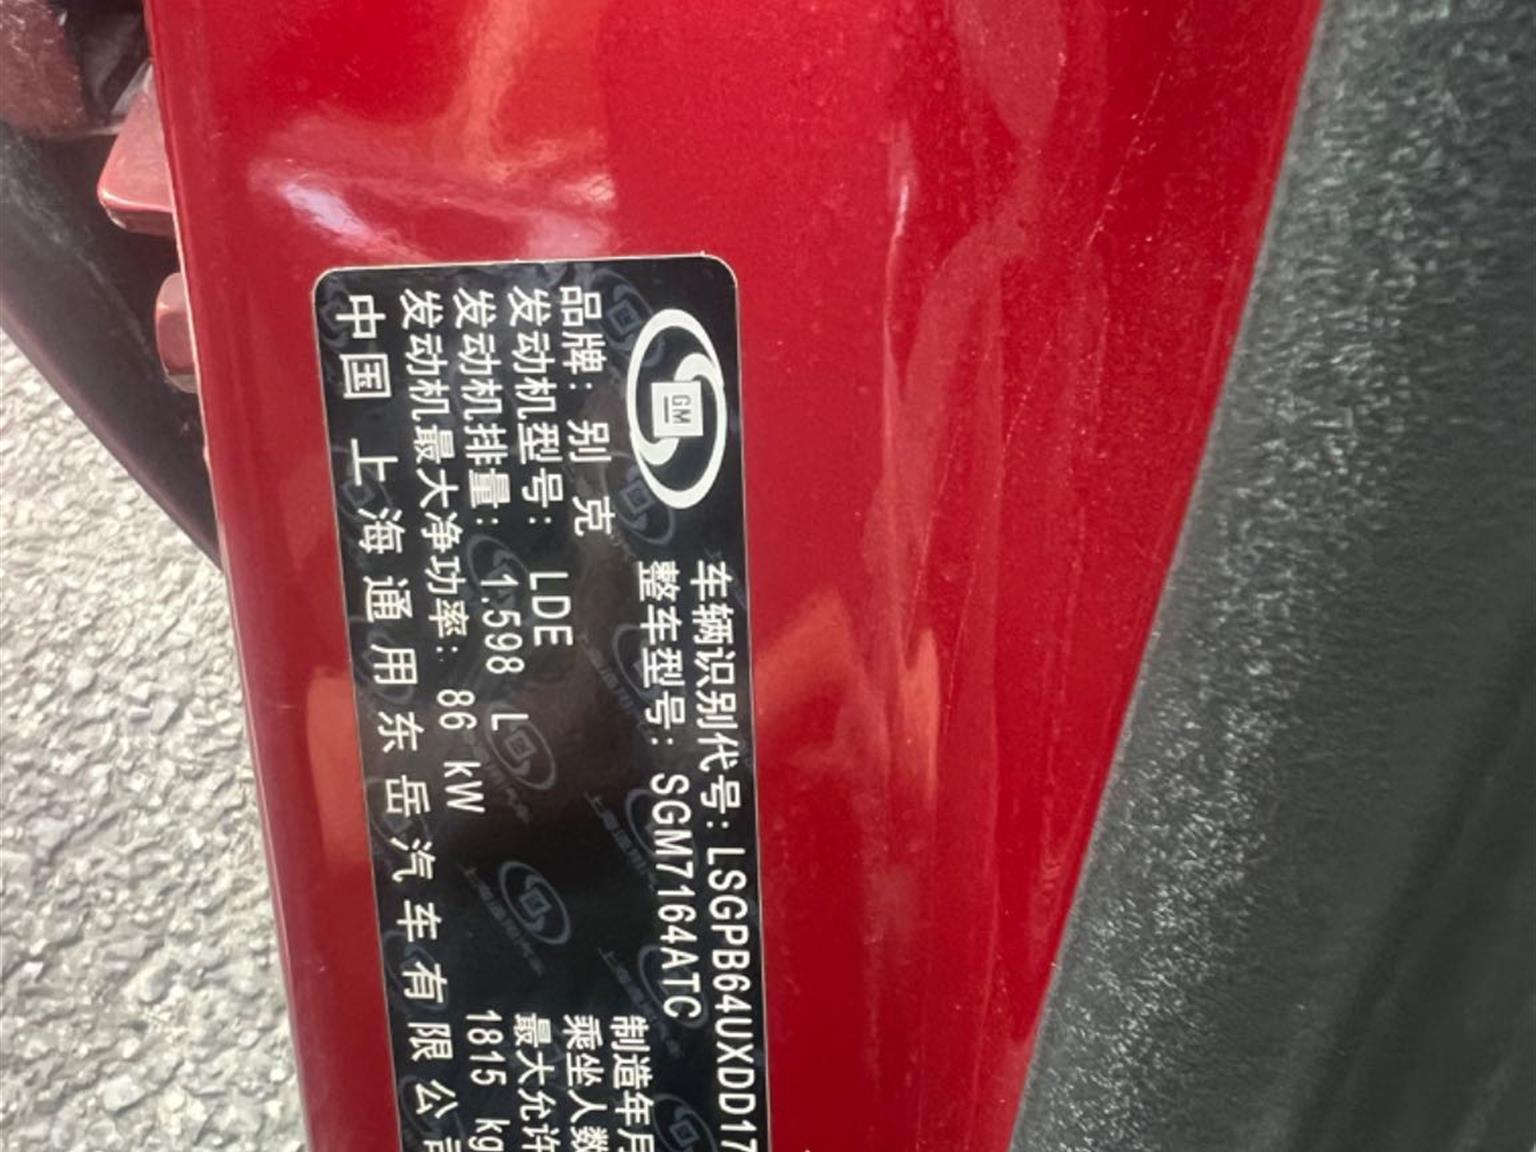 GM
车辆识别代号: LSGPB64UXDD17
整车型号: SGM7164ATC
品牌: 别克
制造年月
发动机型号: LDE
乘坐人数
发动机排量: 1.598 L
最大允许
发动机最大净功率: 86 kW
1815 kg
中国 上海通用东岳汽车有限公司